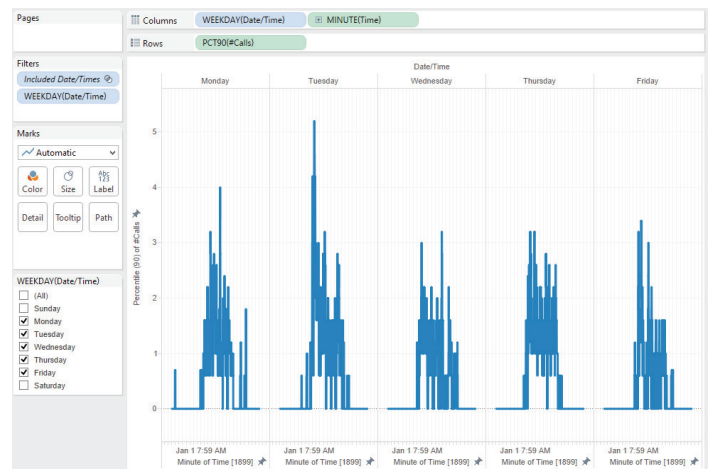 Pages
Columns WEEKDAY(Date/Time) MINUTE(Time)
Rows PCT90(#Calls)
Filters
Included Date/Times
WEEKDAY(Date/Time)
Marks
Automatic
Color Size Abc 123 Label
Detail Tooltip Path
WEEKDAY(Date/Time)
(All)
Sunday
Monday
Tuesday
Wednesday
Thursday
Friday
Saturday
Date/Time
Monday Tuesday Wednesday Thursday Friday
Percentile (90) of #Calls
5
4
3
2
1
0
Jan 1 7:59 AM Jan 1 7:59 AM Jan 1 7:59 AM Jan 1 7:59 AM Jan 1 7:59 AM
Minute of Time [1899] Minute of Time [1899] Minute of Time [1899] Minute of Time [1899] Minute of Time [1899]